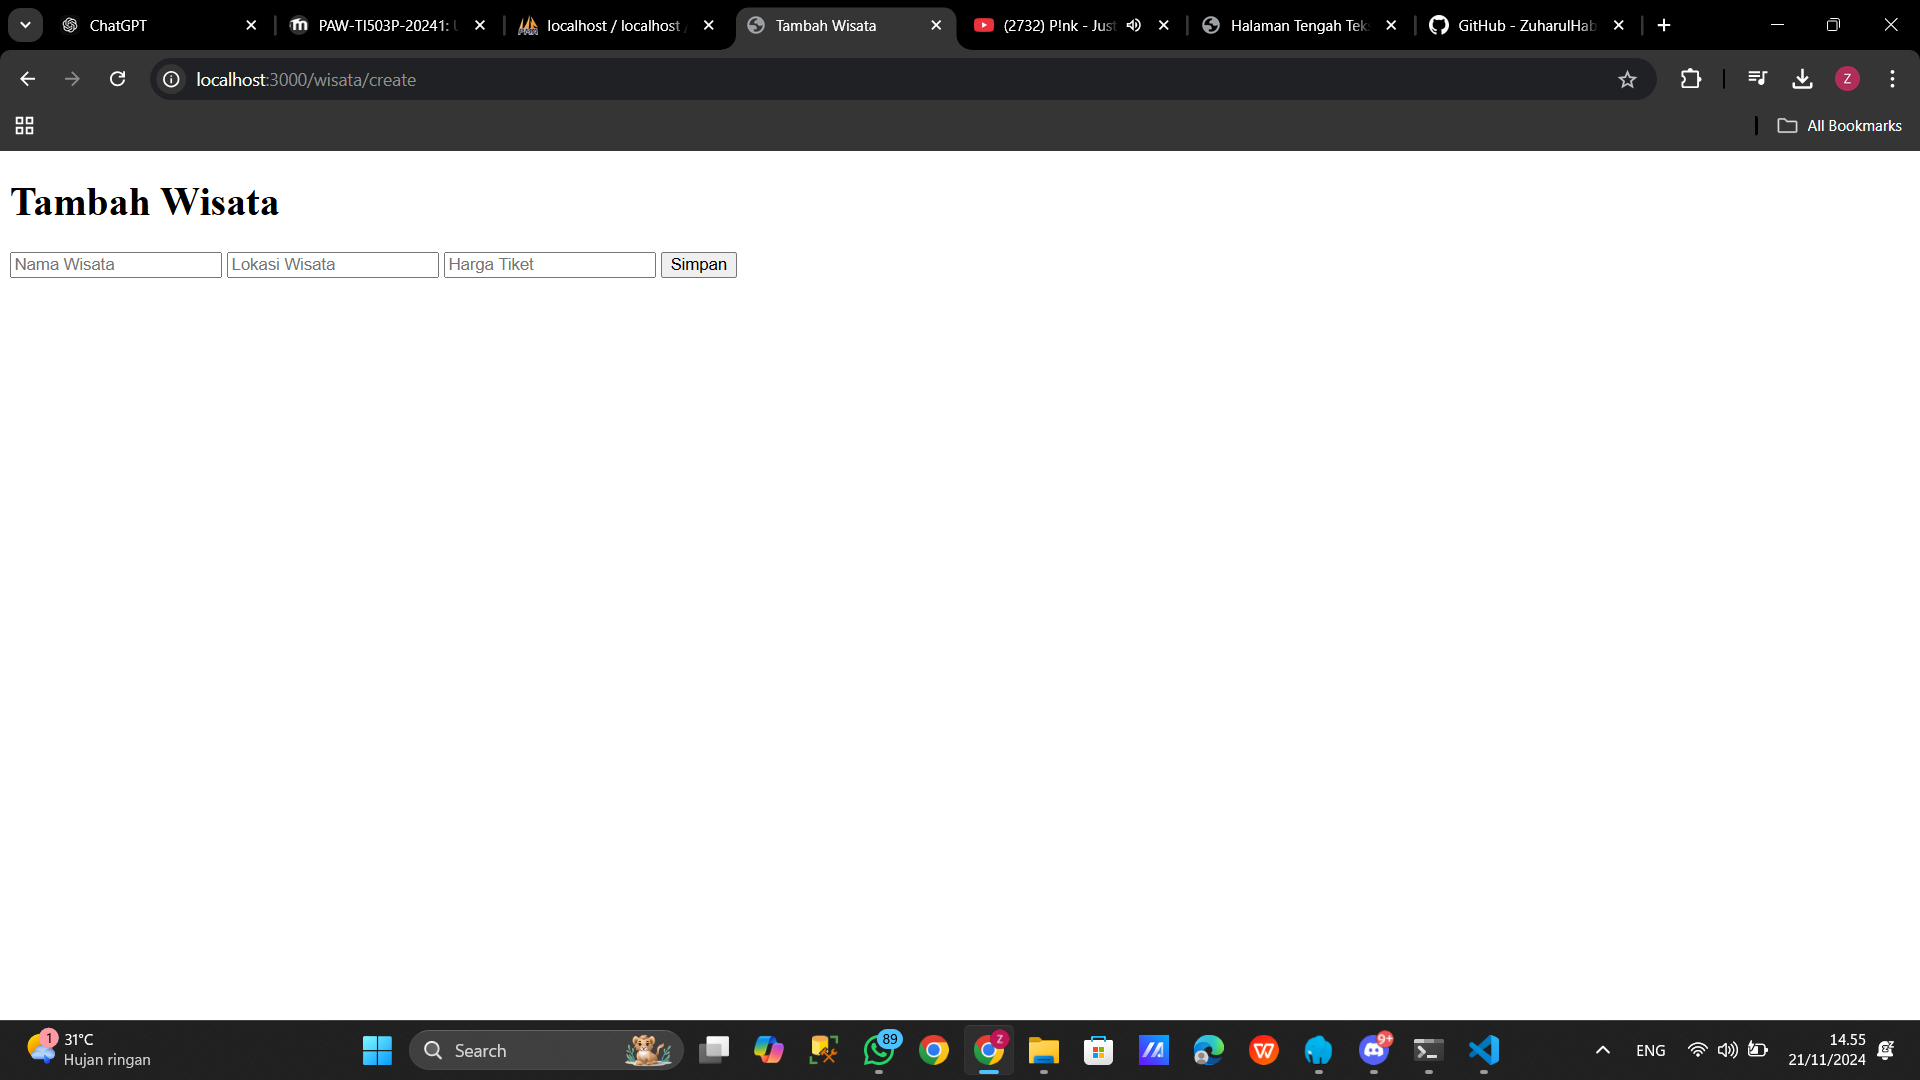 ChatGPT
PAW-TI503P-20241:
localhost / localhost /
Tambah Wisata
(2732) P!nk - Just
Halaman Tengah Tek
GitHub - ZuharulHab
localhost:3000/wisata/create
Z
All Bookmarks
Tambah Wisata
Nama Wisata
Lokasi Wisata
Harga Tiket
Simpan
1
31°C
Hujan ringan
Search
89
Z
9+
ENG
14.55
21/11/2024